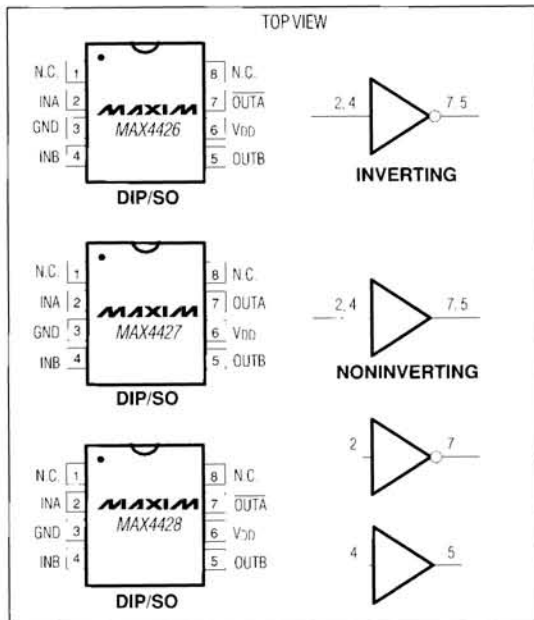 TOP VIEW
N.C. 1
8 N.C.
INA 2
7 OUTA
GND 3
6 VDD
INB 4
5 OUTB
MAXIM
MAX4426
DIP/SO
2, 4
7, 5
INVERTING
N.C. 1
8 N.C.
INA 2
7 OUTA
GND 3
6 VDD
INB 4
5 OUTB
MAXIM
MAX4427
DIP/SO
2, 4
7, 5
NONINVERTING
N.C. 1
8 N.C.
INA 2
7 OUTA
GND 3
6 VDD
INB 4
5 OUTB
MAXIM
MAX4428
DIP/SO
2
7
4
5